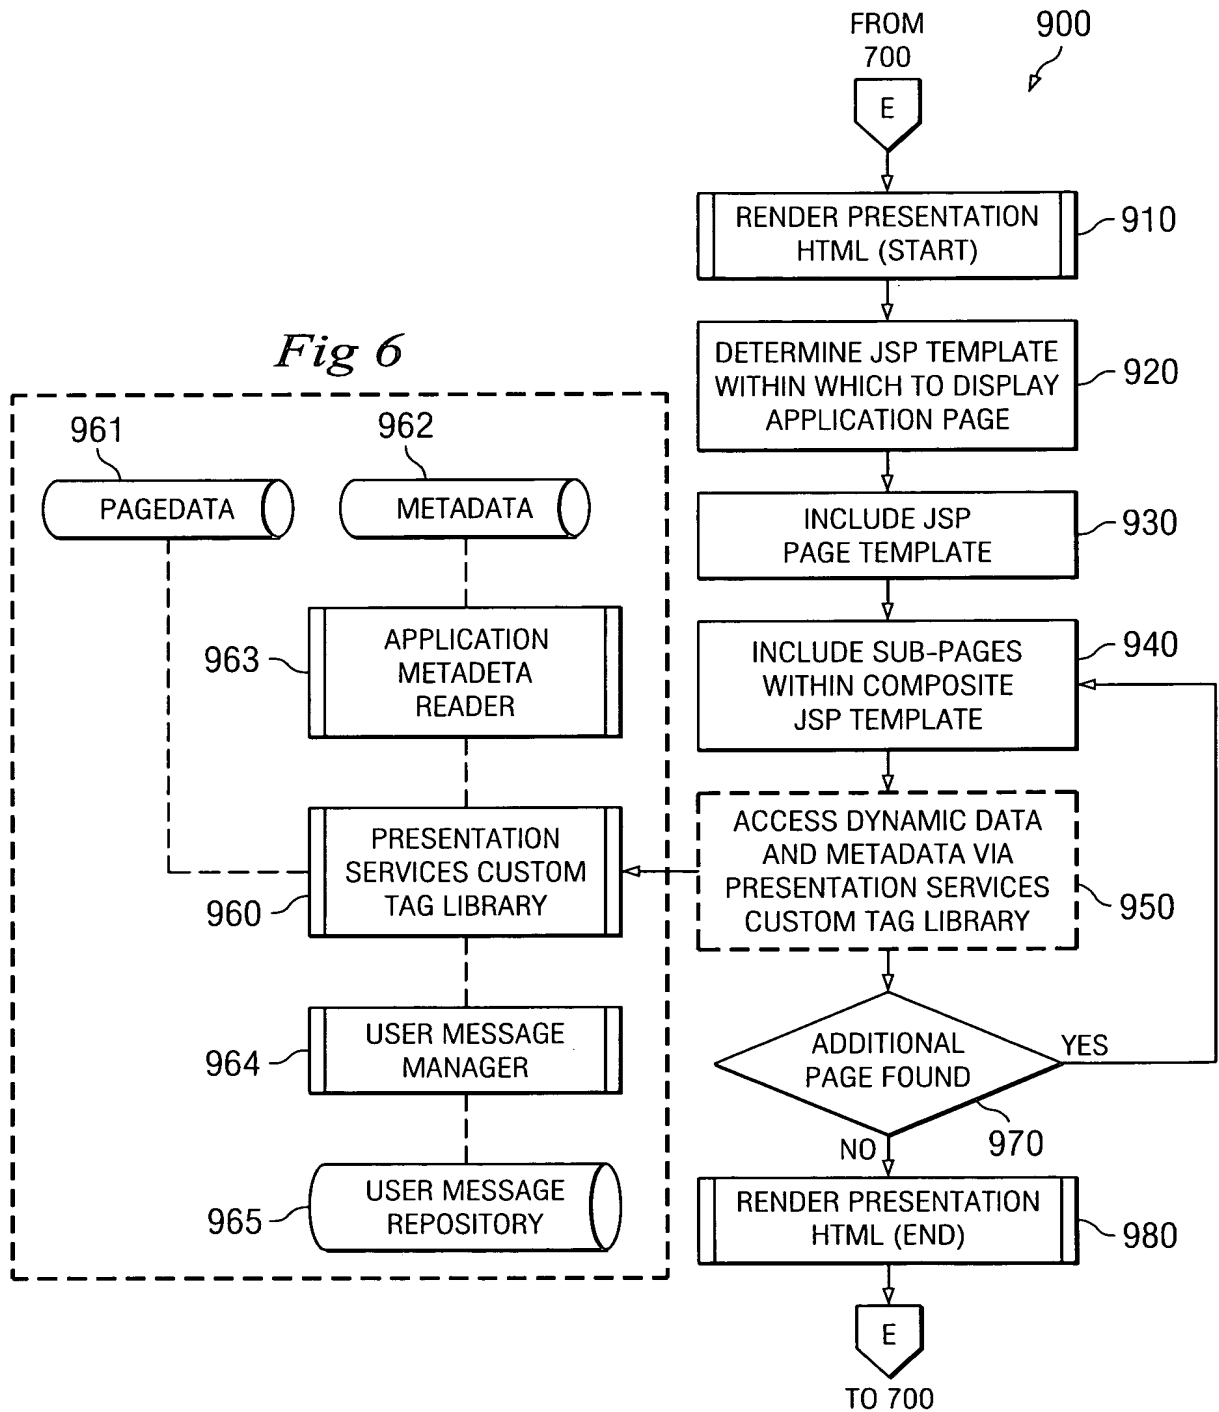 FROM
700
900
E
RENDER PRESENTATION
HTML (START)
910
Fig 6
DETERMINE JSP TEMPLATE
WITHIN WHICH TO DISPLAY
APPLICATION PAGE
920
961
962
PAGEDATA
METADATA
INCLUDE JSP
PAGE TEMPLATE
930
APPLICATION
METADETA
READER
963
INCLUDE SUB-PAGES
WITHIN COMPOSITE
JSP TEMPLATE
940
PRESENTATION
SERVICES CUSTOM
TAG LIBRARY
960
ACCESS DYNAMIC DATA
AND METADATA VIA
PRESENTATION SERVICES
CUSTOM TAG LIBRARY
950
USER MESSAGE
MANAGER
964
ADDITIONAL
PAGE FOUND
YES
970
NO
USER MESSAGE
REPOSITORY
965
RENDER PRESENTATION
HTML (END)
980
E
TO 700